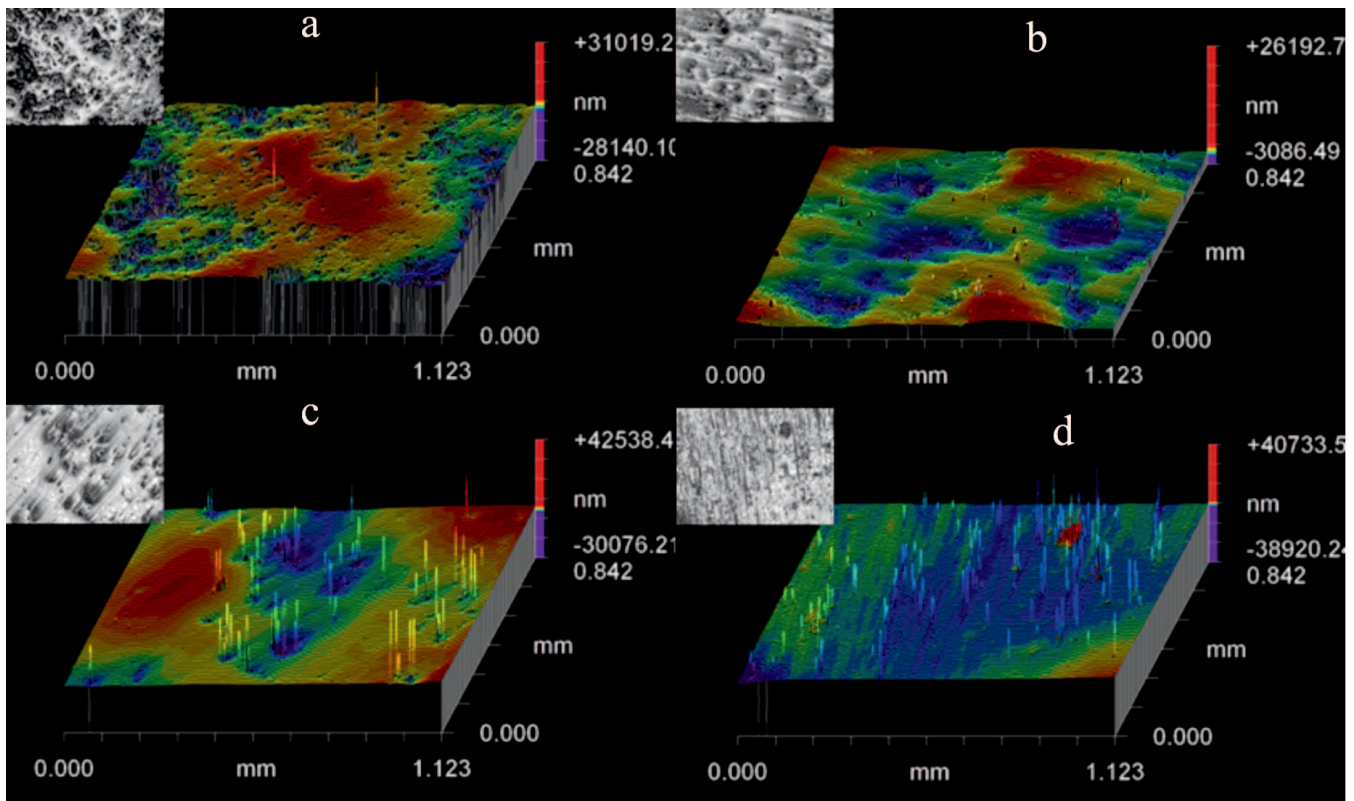 a
+31019.2
nm
-28140.10
0.842
mm
0.000
0.000 mm 1.123
b
+26192.7
nm
-3086.49
0.842
mm
0.000
0.000 mm 1.123
c
+42538.4
nm
-30076.21
0.842
mm
0.000
0.000 mm 1.123
d
+40733.5
nm
-38920.24
0.842
mm
0.000
0.000 mm 1.123